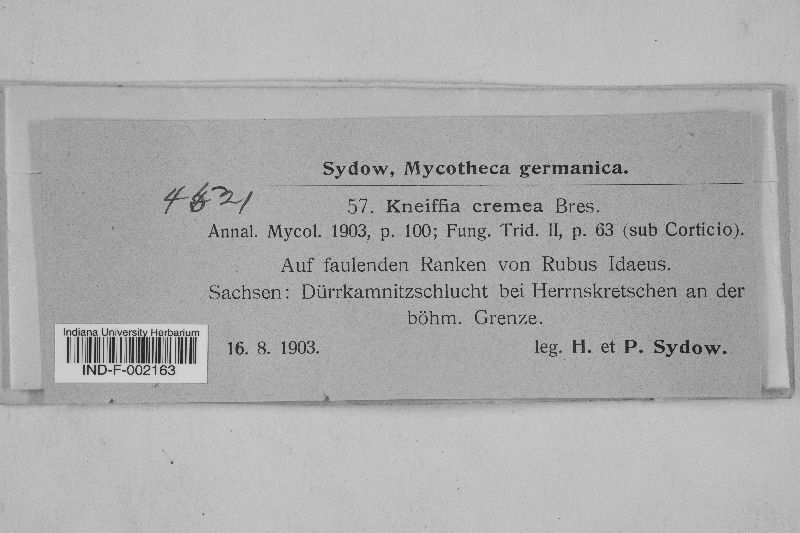 Sydow, Mycotheca germanica.
57. Kneiffia cremea Bres.
Annal. Mycol. 1903, p. 100; Fung. Trid. II, p. 63 (sub Corticio).
Auf faulenden Ranken von Rubus Idaeus.
Sachsen: Dürrkamnitzschlucht bei Herrnskretschen an der
böhm. Grenze.
16. 8. 1903. leg. H. et P. Sydow.
Indiana University Herbarium
IND-F-002163